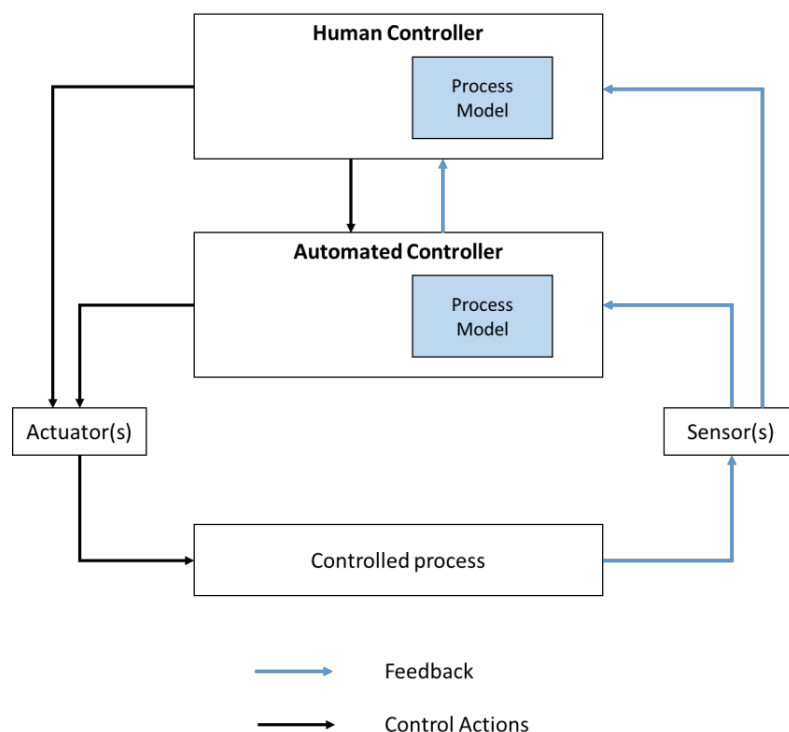 Human Controller
Process
Model
Automated Controller
Process
Model
Actuator(s)
Sensor(s)
Controlled process
Feedback
Control Actions